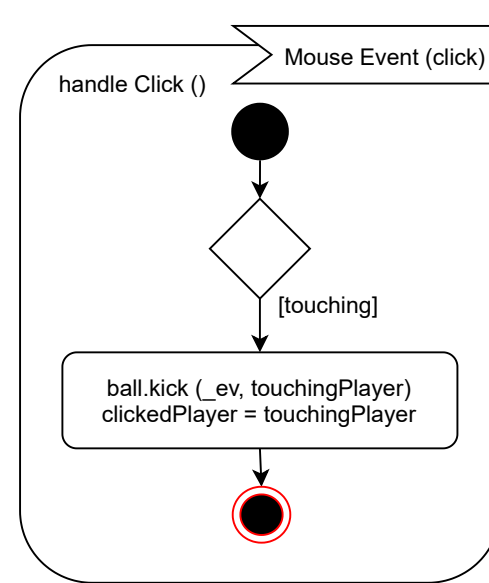 Mouse Event (click)
handle Click ()
[touching]
ball.kick (_ev, touchingPlayer)
clickedPlayer = touchingPlayer